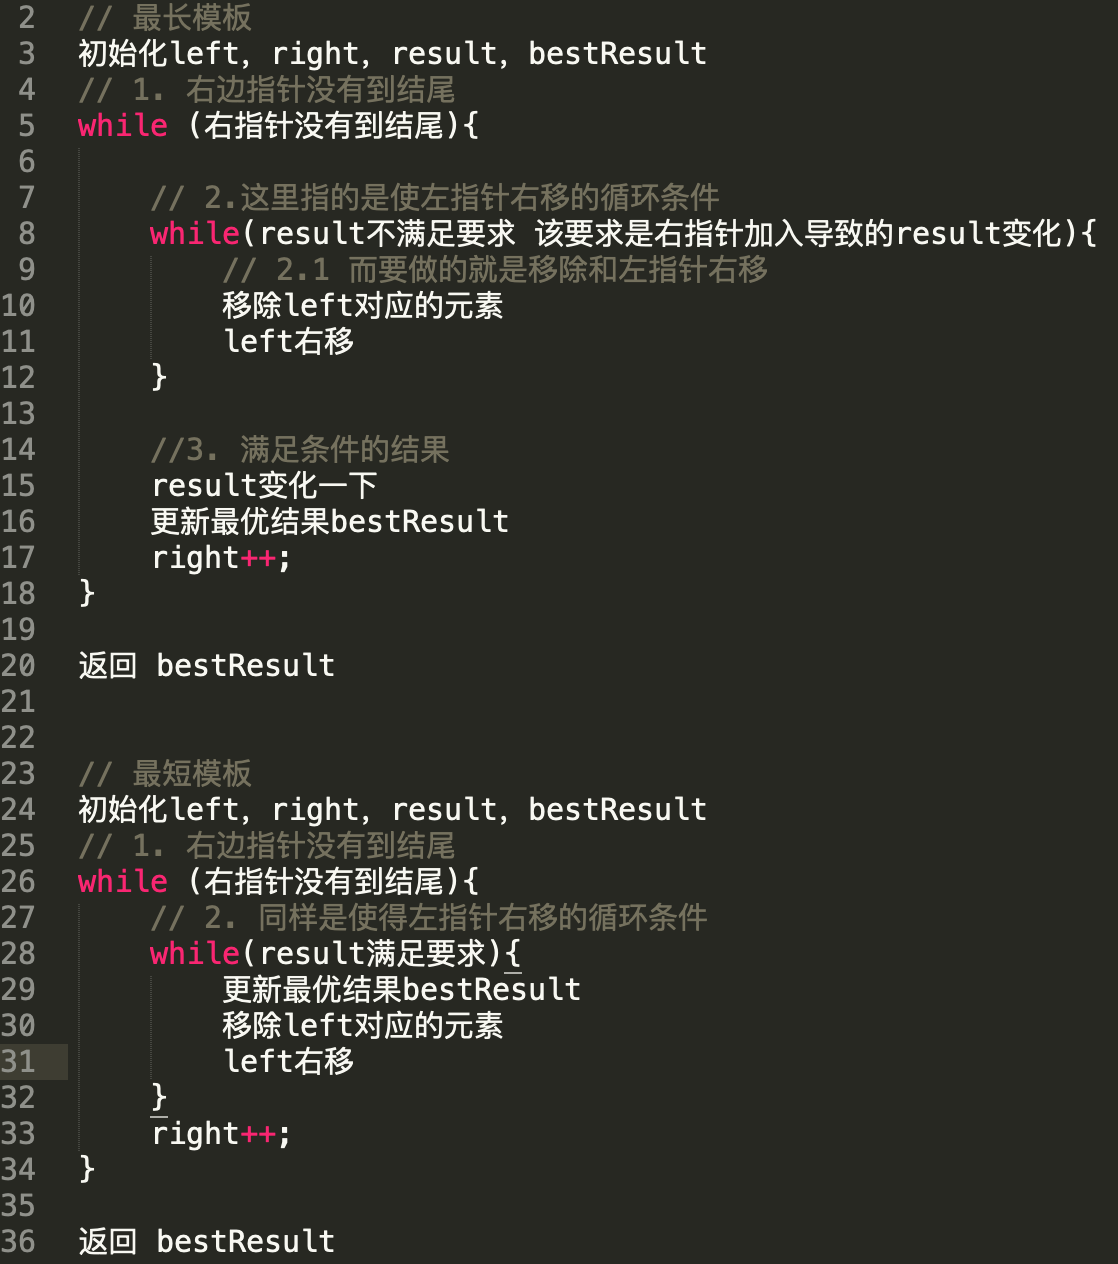 2 // 最长模板
3 初始化left, right, result, bestResult
4 // 1. 右边指针没有到结尾
5 while (右指针没有到结尾){
6
7 // 2.这里指的是使左指针右移的循环条件
8 while(result不满足要求 该要求是右指针加入导致的result变化){
9 // 2.1 而要做的就是移除和左指针右移
10 移除left对应的元素
11 left右移
12 }
13
14 //3. 满足条件的结果
15 result变化一下
16 更新最优结果bestResult
17 right++;
18 }
19
20 返回 bestResult
21
22
23 // 最短模板
24 初始化left, right, result, bestResult
25 // 1. 右边指针没有到结尾
26 while (右指针没有到结尾){
27 // 2. 同样是使得左指针右移的循环条件
28 while(result满足要求){
29 更新最优结果bestResult
30 移除left对应的元素
31 left右移
32 }
33 right++;
34 }
35
36 返回 bestResult